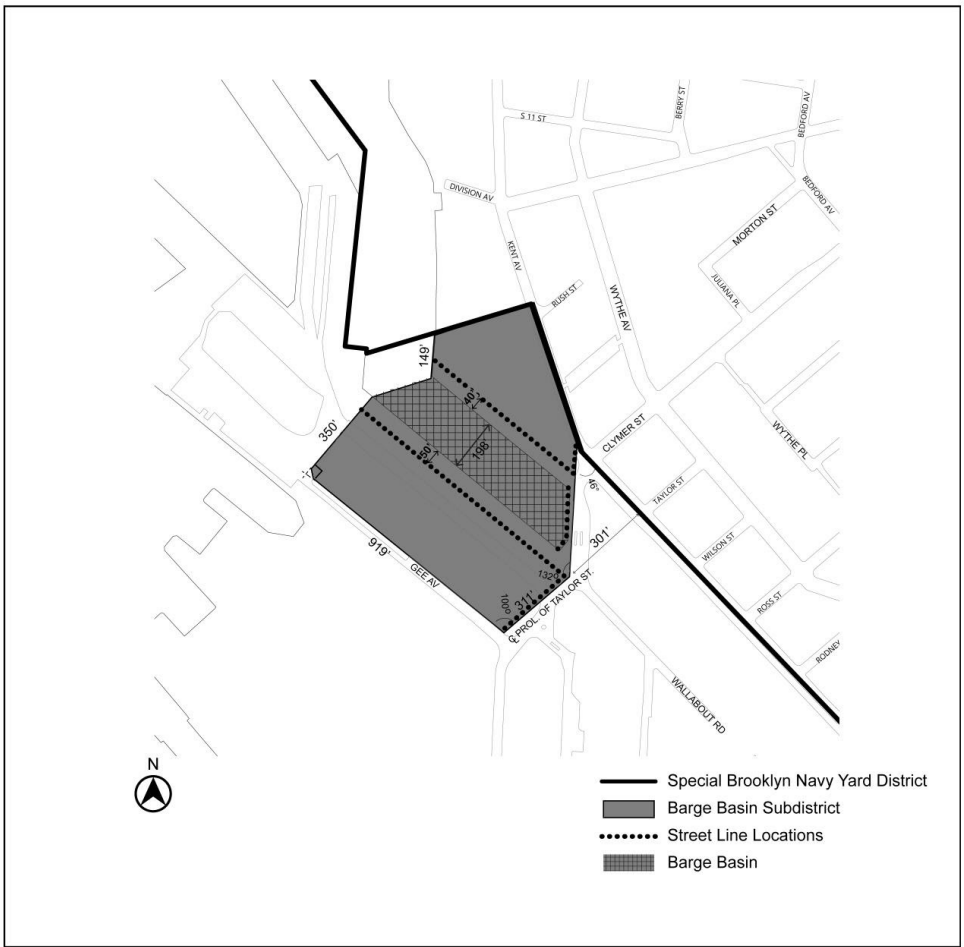 S 11 ST
BERRY ST
BEDFORD AV
DIVISION AV
BEDFORD AV
MORTON ST
KENT AV
JULIANA PL
RUSH ST
WYTHE AV
149'
40'
WYTHE PL
CLYMER ST
350'
50'
198'
46°
TAYLOR ST
301'
WILSON ST
919'
GEE AV
132°
ROSS ST
100°
311'
℄ PROL. OF TAYLOR ST.
RODNEY
WALLABOUT RD
N
Special Brooklyn Navy Yard District
Barge Basin Subdistrict
Street Line Locations
Barge Basin